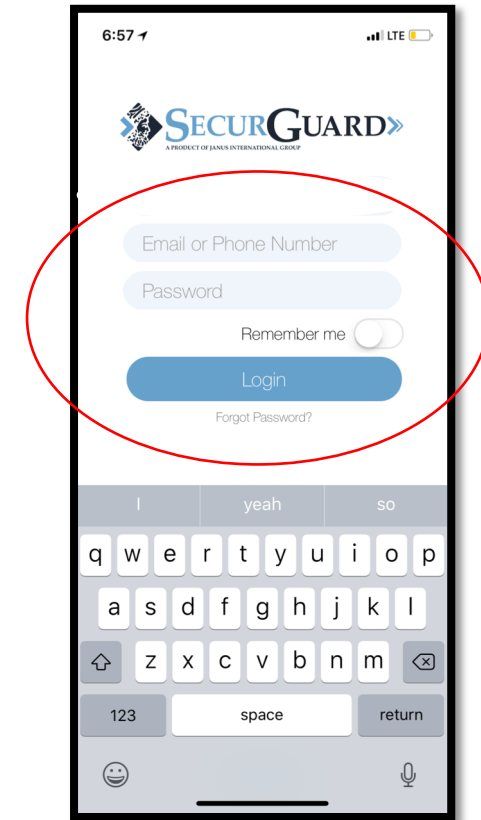 6:57 LTE
SECURGUARD
A PRODUCT OF JANUS INTERNATIONAL GROUP
Email or Phone Number
Password
Remember me
Login
Forgot Password?
I yeah so
q w e r t y u i o p
a s d f g h j k l
z x c v b n m
123 space return